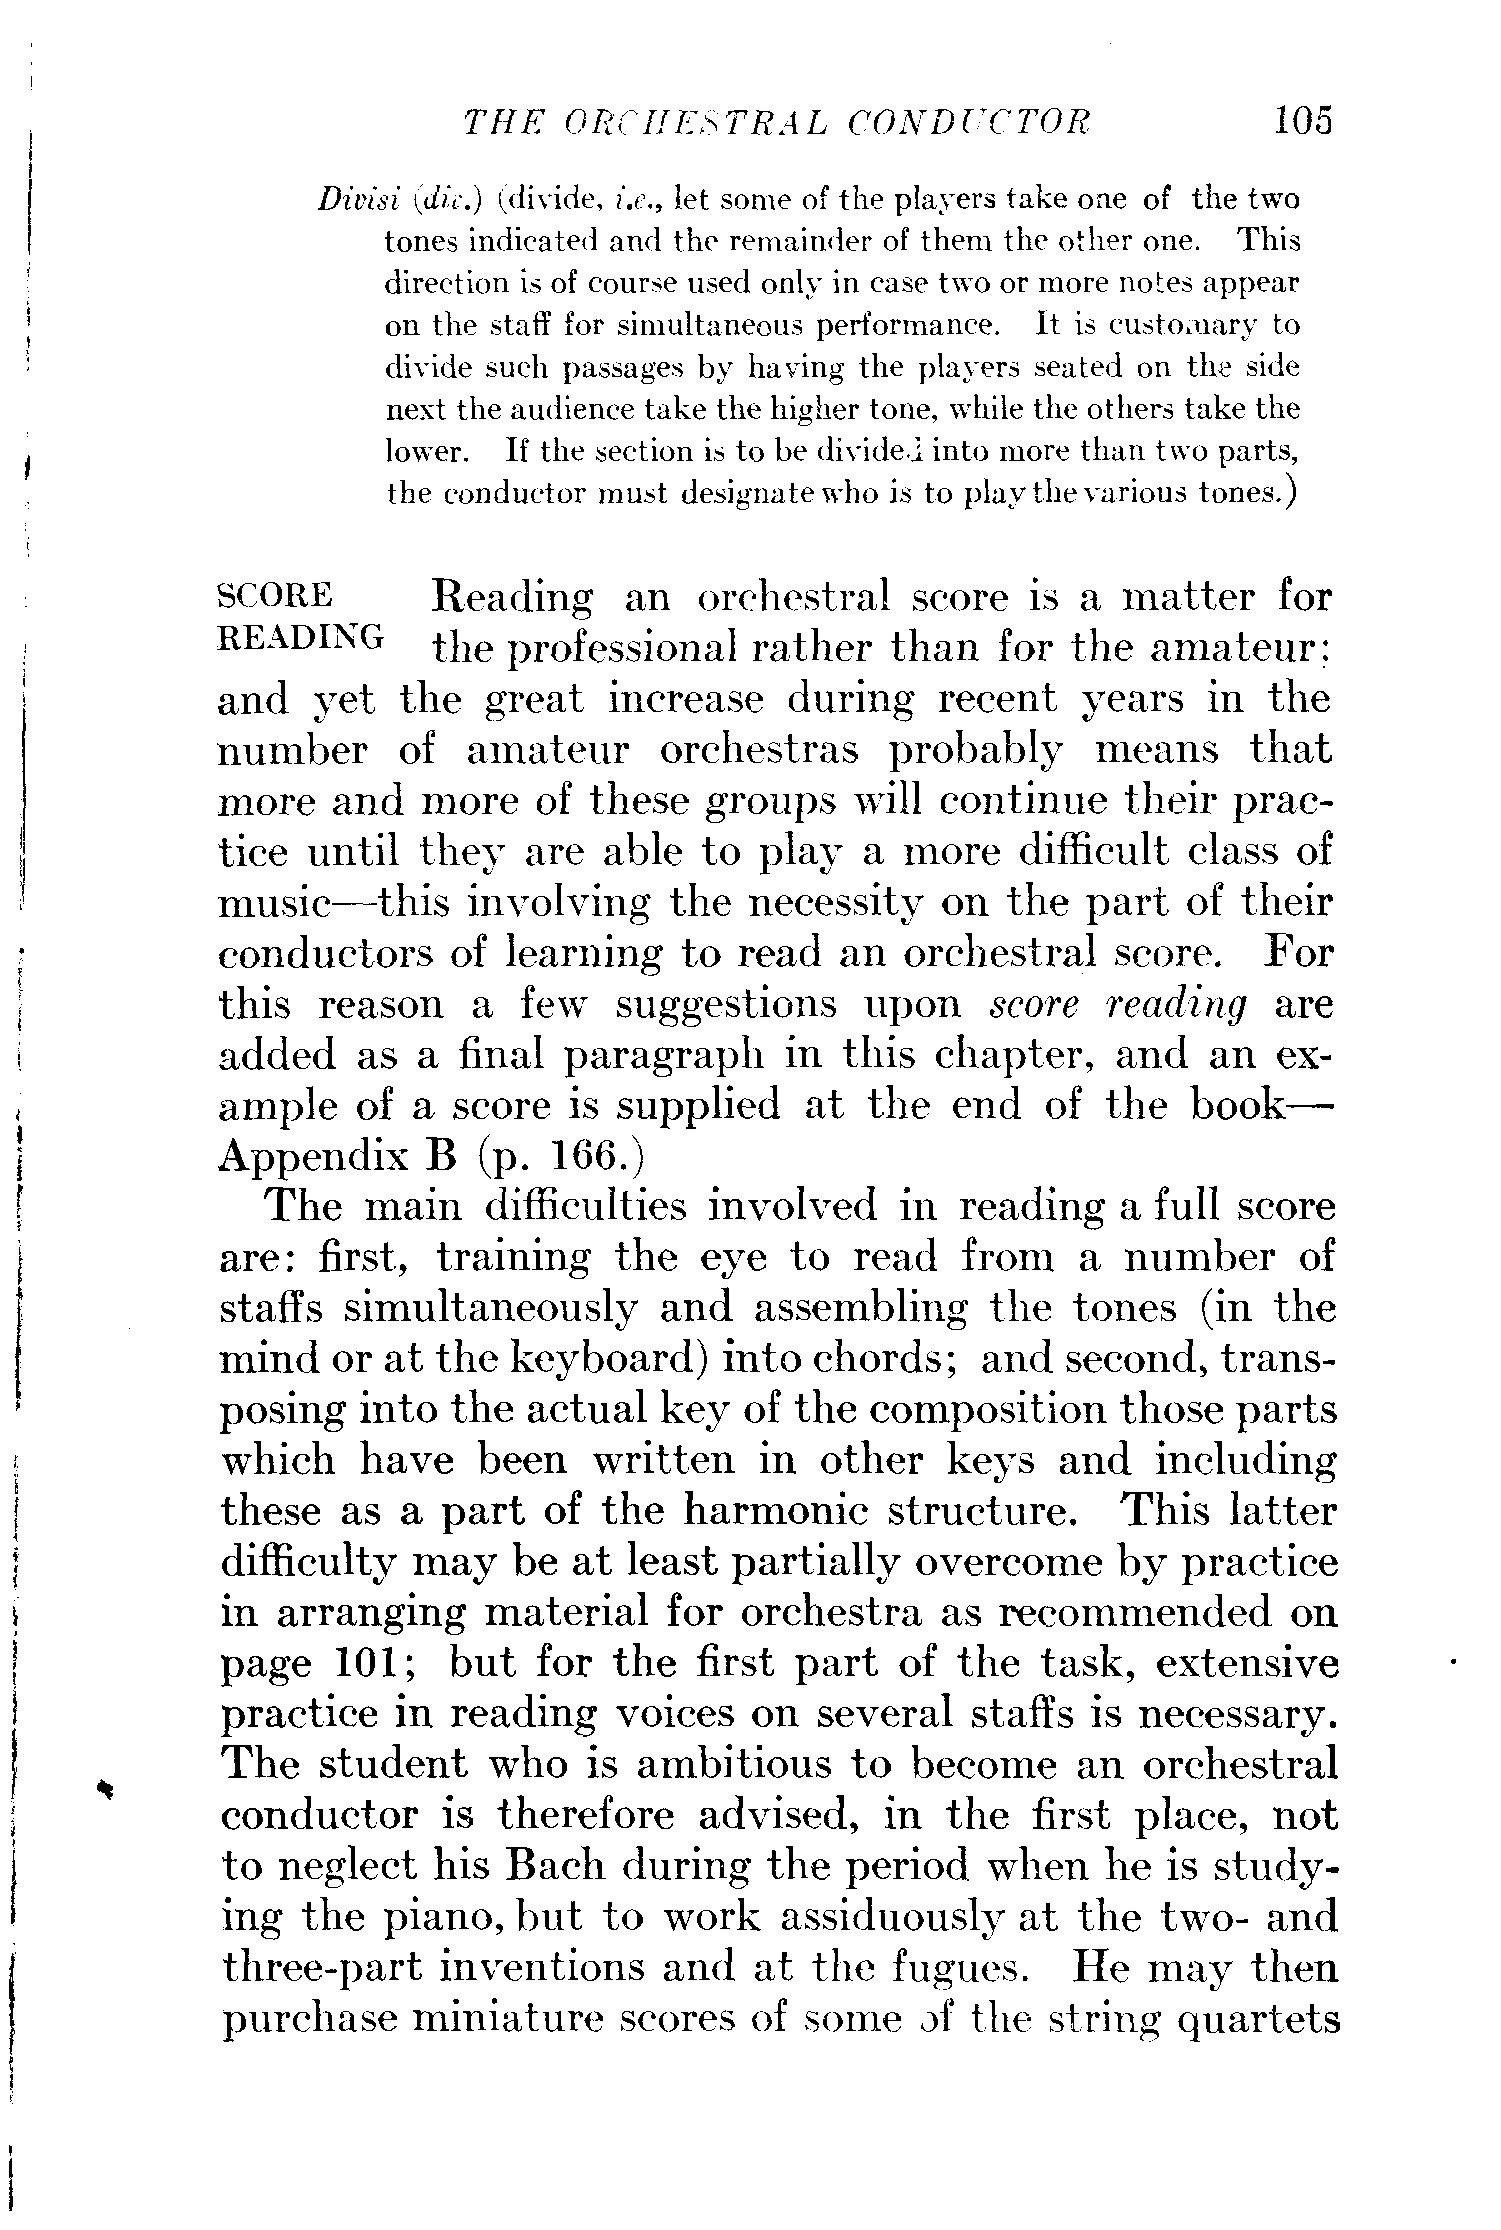 THE ORCHESTRAL CONDUCTOR 105
Divisi (div.) (divide, i.e., let some of the players take one of the two
tones indicated and the remainder of them the other one. This
direction is of course used only in case two or more notes appear
on the staff for simultaneous performance. It is customary to
divide such passages by having the players seated on the side
next the audience take the higher tone, while the others take the
lower. If the section is to be divided into more than two parts,
the conductor must designate who is to play the various tones.)
SCORE READING
Reading an orchestral score is a matter for
the professional rather than for the amateur;
and yet the great increase during recent years in the
number of amateur orchestras probably means that
more and more of these groups will continue their prac-
tice until they are able to play a more difficult class of
music—this involving the necessity on the part of their
conductors of learning to read an orchestral score. For
this reason a few suggestions upon score reading are
added as a final paragraph in this chapter, and an ex-
ample of a score is supplied at the end of the book—
Appendix B (p. 166.)
The main difficulties involved in reading a full score
are: first, training the eye to read from a number of
staffs simultaneously and assembling the tones (in the
mind or at the keyboard) into chords; and second, trans-
posing into the actual key of the composition those parts
which have been written in other keys and including
these as a part of the harmonic structure. This latter
difficulty may be at least partially overcome by practice
in arranging material for orchestra as recommended on
page 101; but for the first part of the task, extensive
practice in reading voices on several staffs is necessary.
The student who is ambitious to become an orchestral
conductor is therefore advised, in the first place, not
to neglect his Bach during the period when he is study-
ing the piano, but to work assiduously at the two- and
three-part inventions and at the fugues. He may then
purchase miniature scores of some of the string quartets